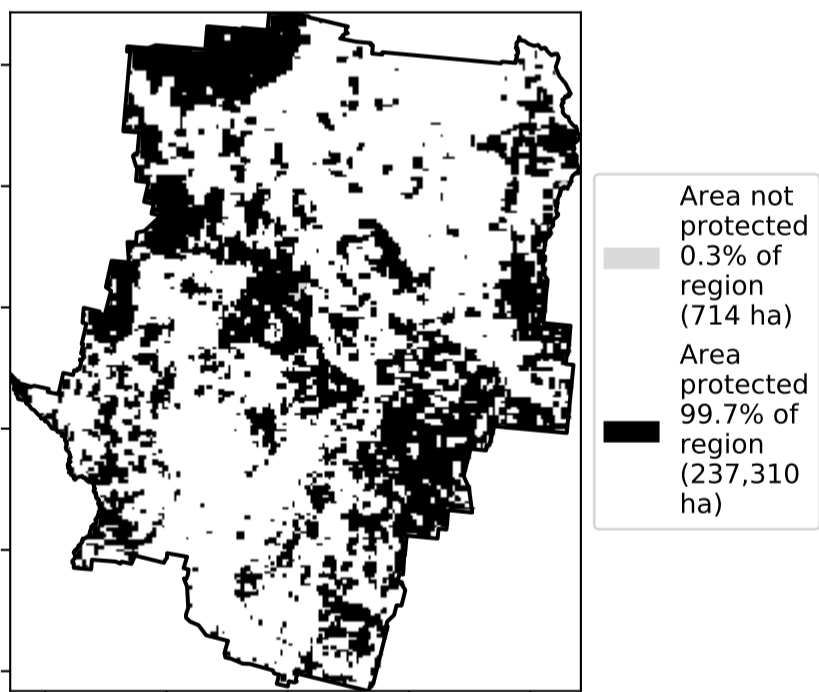 Area not
protected
0.3% of
region
(714 ha)
Area
protected
99.7% of
region
(237,310
ha)